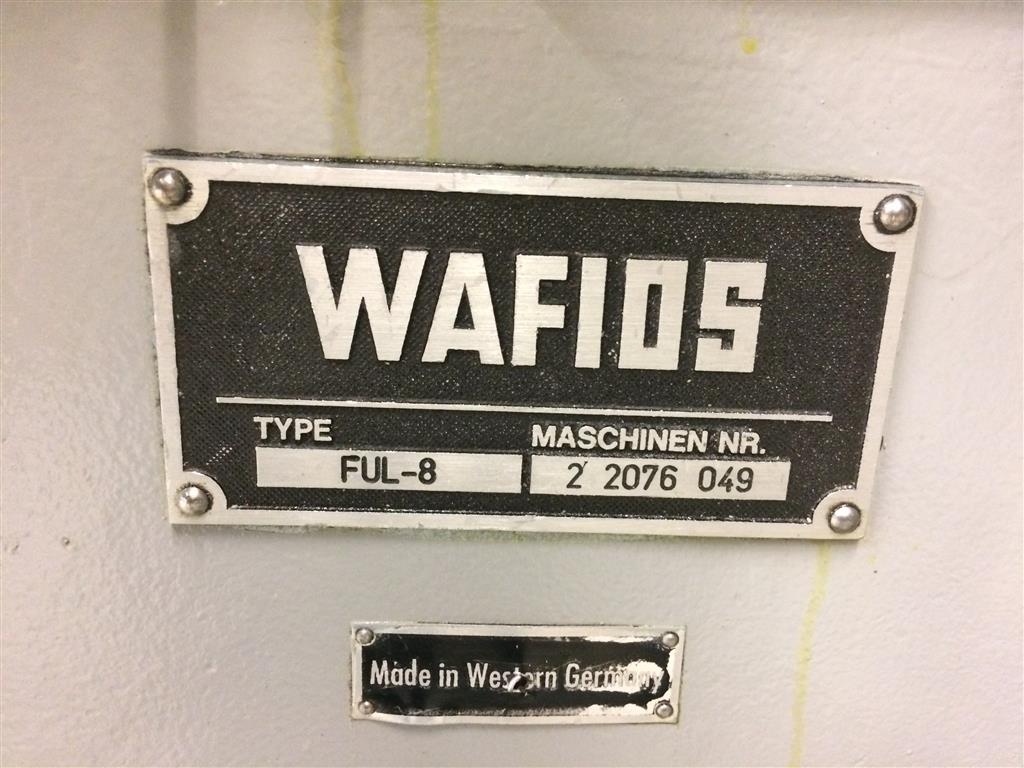 WAFIOS
TYPE
MASCHINEN NR.
FUL-8
2 2076 049
Made in Western Germany